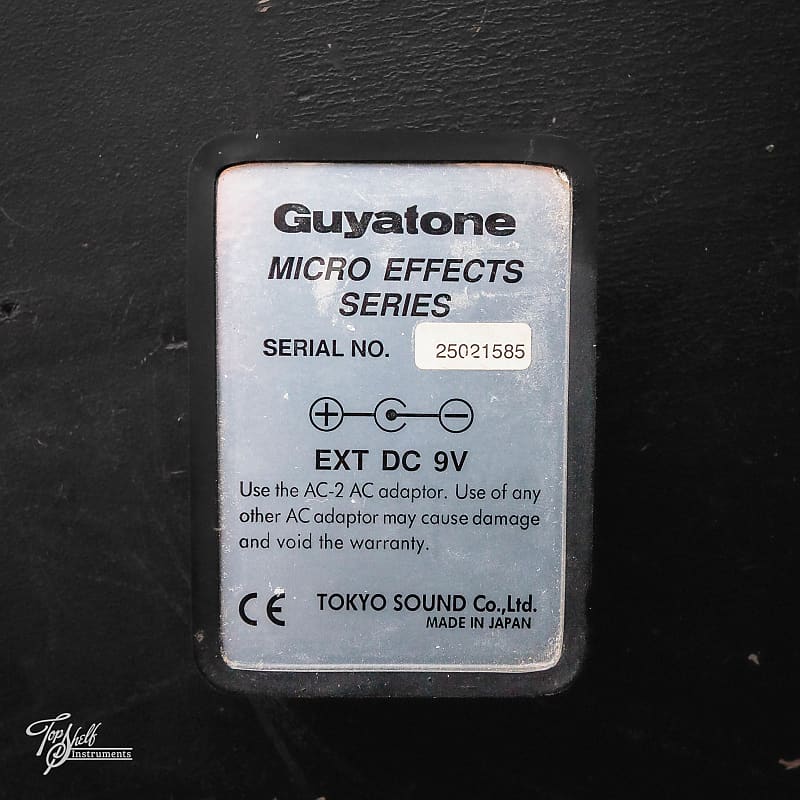 Guyatone
MICRO EFFECTS
SERIES
SERIAL NO. 25021585
EXT DC 9V
Use the AC-2 AC adaptor. Use of any
other AC adaptor may cause damage
and void the warranty.
CE TOKYO SOUND Co.,Ltd.
MADE IN JAPAN
Top Shelf
Instruments